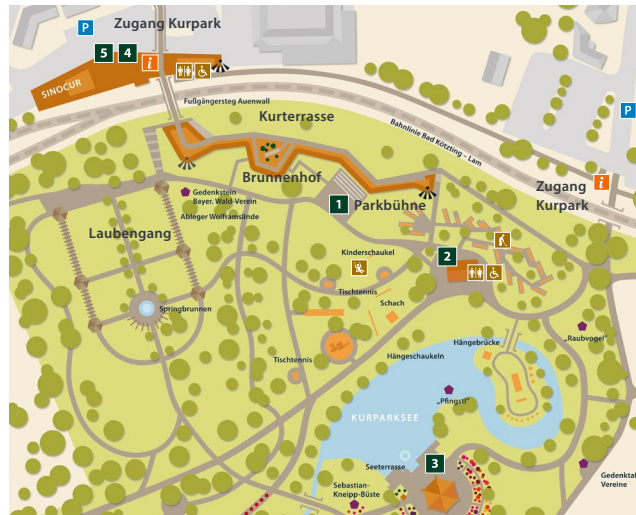 Zugang Kurpark
P
5 4
i
SINOCUR
Fußgängersteg Auenwall
Kurterrasse
Bahnlinie Bad Kötzting – Lam
P
Brunnenhof
Zugang
Kurpark
i
Gedenkstein
Bayer. Wald-Verein
Ableger Wolframslinde
1
Parkbühne
Laubengang
Kinderschaukel
2
Tischtennis
Schach
Springbrunnen
Hängebrücke
„Raubvogel“
Tischtennis
Hängeschaukeln
„Pfingstl“
KURPARKSEE
Seeterrasse
3
Sebastian-
Kneipp-Büste
Gedenkta
Vereine